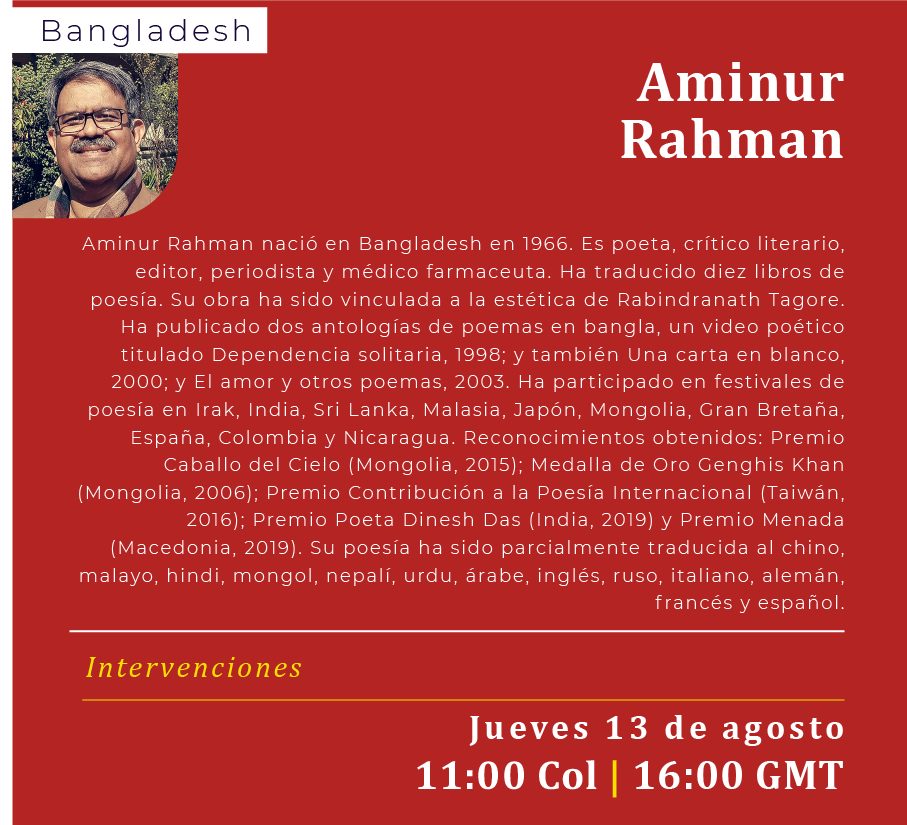 Bangladesh
Aminur
Rahman
Aminur Rahman nació en Bangladesh en 1966. Es poeta, crítico literario,
editor, periodista y médico farmaceuta. Ha traducido diez libros de
poesía. Su obra ha sido vinculada a la estética de Rabindranath Tagore.
Ha publicado dos antologías de poemas en bangla, un video poético
titulado Dependencia solitaria, 1998; y también Una carta en blanco,
2000; y El amor y otros poemas, 2003. Ha participado en festivales de
poesía en Irak, India, Sri Lanka, Malasia, Japón, Mongolia, Gran Bretaña,
España, Colombia y Nicaragua. Reconocimientos obtenidos: Premio
Caballo del Cielo (Mongolia, 2015); Medalla de Oro Genghis Khan
(Mongolia, 2006); Premio Contribución a la Poesía Internacional (Taiwán,
2016); Premio Poeta Dinesh Das (India, 2019) y Premio Menada
(Macedonia, 2019). Su poesía ha sido parcialmente traducida al chino,
malayo, hindi, mongol, nepalí, urdu, árabe, inglés, ruso, italiano, alemán,
francés y español.
Intervenciones
Jueves 13 de agosto
11:00 Col | 16:00 GMT